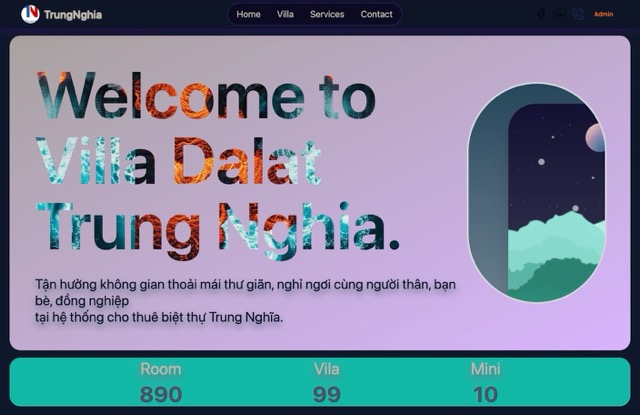 TrungNghia
Home Villa Services Contact
Admin
Welcome to
Villa Dalat
Trung Nghia.
Tận hưởng không gian thoải mái thư giãn, nghỉ ngơi cùng người thân, bạn
bè, đồng nghiệp
tại hệ thống cho thuê biệt thự Trung Nghĩa.
Room Vila Mini
890 99 10